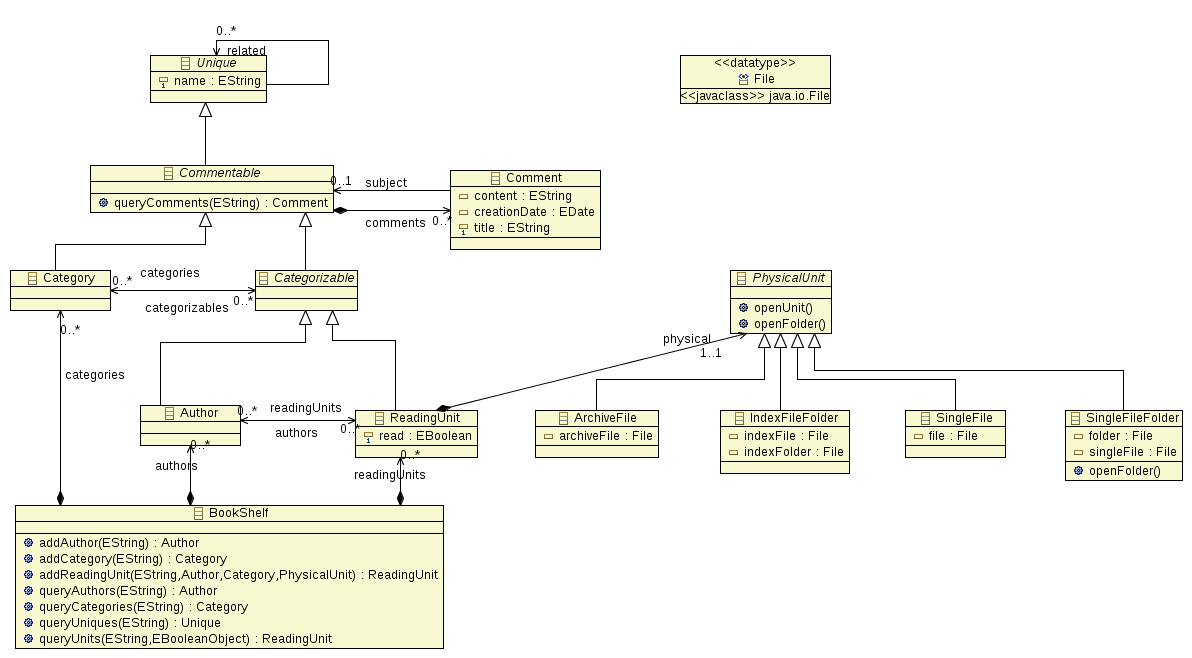 0..*
related
Unique
name : EString
<<datatype>>
File
<<javaclass>> java.io.File
Commentable
queryComments(EString) : Comment
0..1
subject
comments
0..*
Comment
content : EString
creationDate : EDate
title : EString
Category
0..*
categories
categorizables
0..*
Categorizable
PhysicalUnit
openUnit()
openFolder()
0..*
categories
physical
1..1
Author
0..*
readingUnits
authors
0..*
ReadingUnit
read : EBoolean
ArchiveFile
archiveFile : File
IndexFileFolder
indexFile : File
indexFolder : File
SingleFile
file : File
SingleFileFolder
folder : File
singleFile : File
openFolder()
0..*
authors
0..*
readingUnits
BookShelf
addAuthor(EString) : Author
addCategory(EString) : Category
addReadingUnit(EString,Author,Category,PhysicalUnit) : ReadingUnit
queryAuthors(EString) : Author
queryCategories(EString) : Category
queryUniques(EString) : Unique
queryUnits(EString,EBooleanObject) : ReadingUnit